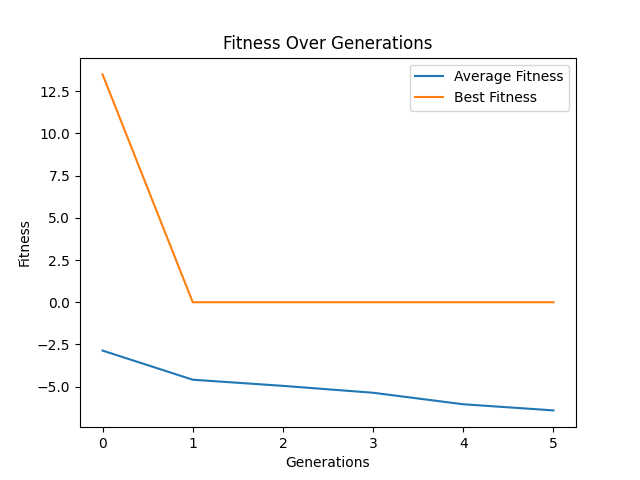 Fitness Over Generations
Average Fitness
Best Fitness
12.5
10.0
7.5
5.0
2.5
0.0
−2.5
−5.0
Fitness
0 1 2 3 4 5
Generations